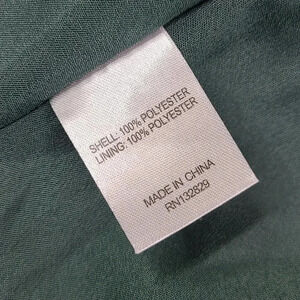 SHELL: 100% POLYESTER
LINING: 100% POLYESTER
MADE IN CHINA
RN132829